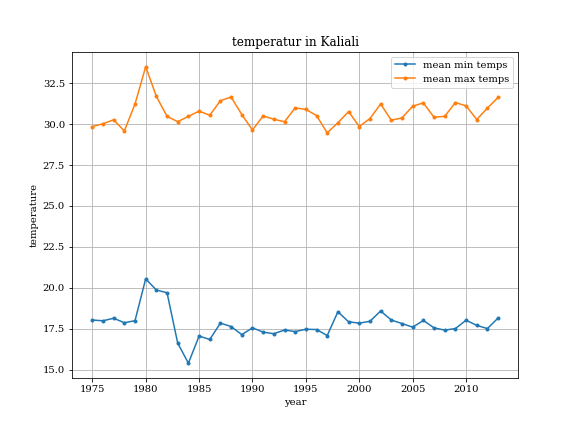 temperatur in Kaliali
mean min temps
mean max temps
32.5
30.0
27.5
25.0
22.5
20.0
17.5
15.0
temperature
1975 1980 1985 1990 1995 2000 2005 2010
year